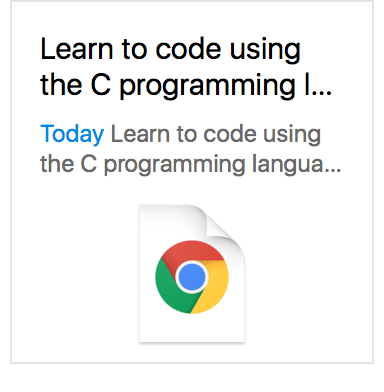 Learn to code using
the C programming l...
Today Learn to code using
the C programming langua...